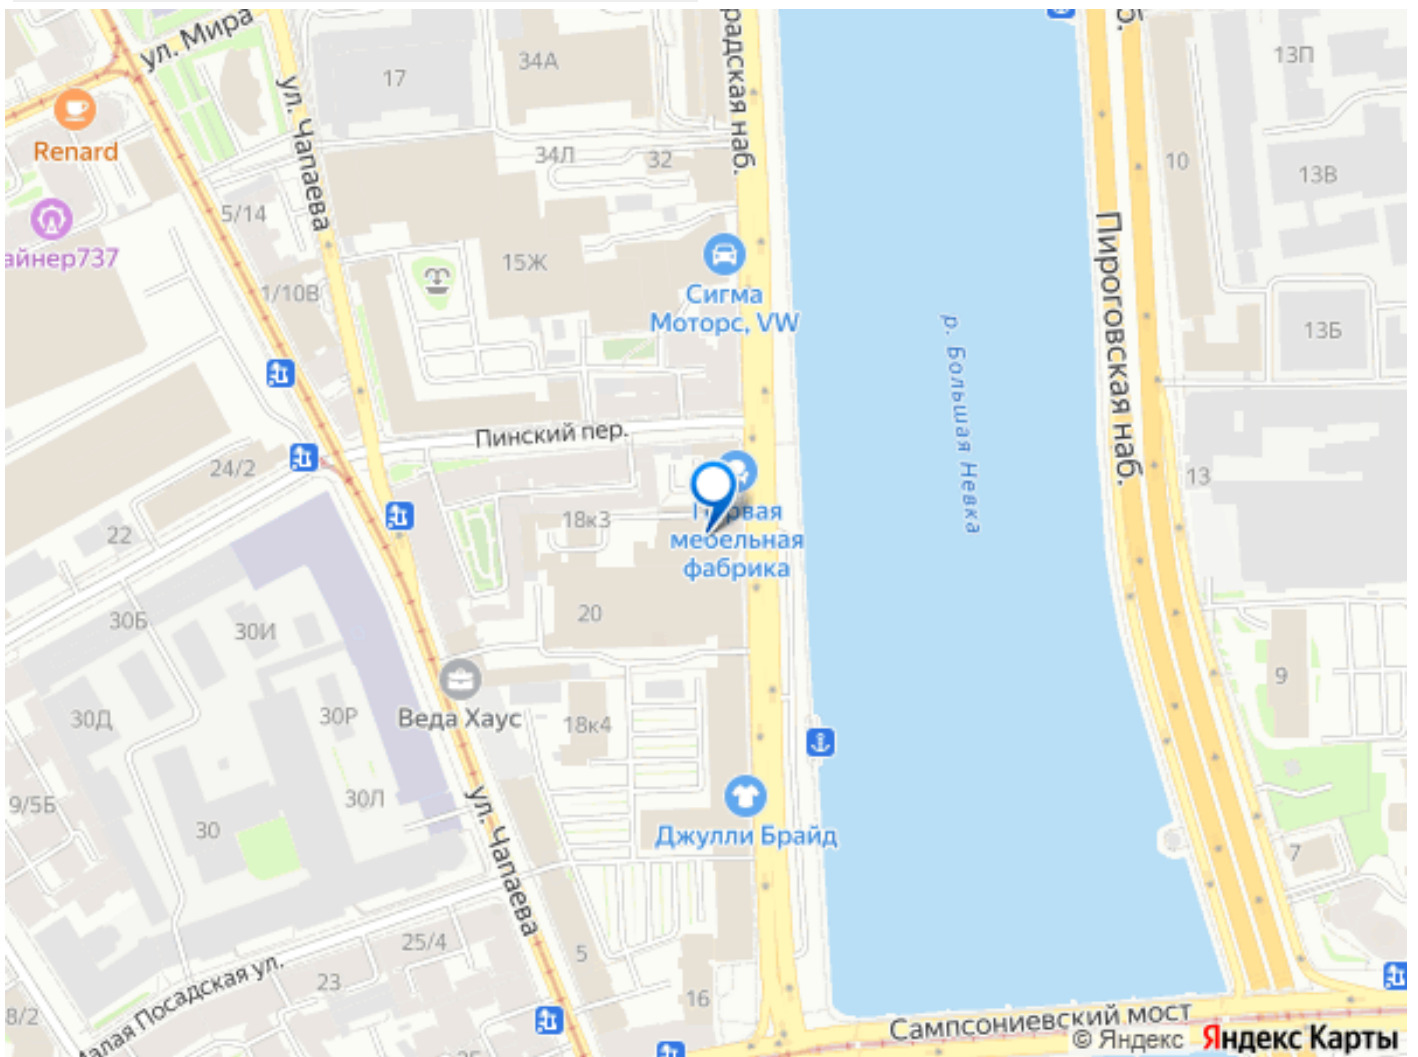 ул. Мира
17
34А
радская наб.
наб.
13П
Renard
ул. Чапаева
34Л
32
10
13В
5/14
айнер737
15Ж
1/10В
Сигма
Моторс, VW
р. Большая Невка
Пироговская наб.
13Б
Пинский пер.
24/2
13
22
18к3
Первая
мебельная
фабрика
30Б
30И
20
9
30Д
30Р
Веда Хаус
18к4
9/5Б
30Л
30
ул. Чапаева
Джулли Брайд
7
25/4
5
23
Малая Посадская ул.
16
8/2
25
Сампсониевский мост
© Яндекс Яндекс Карты